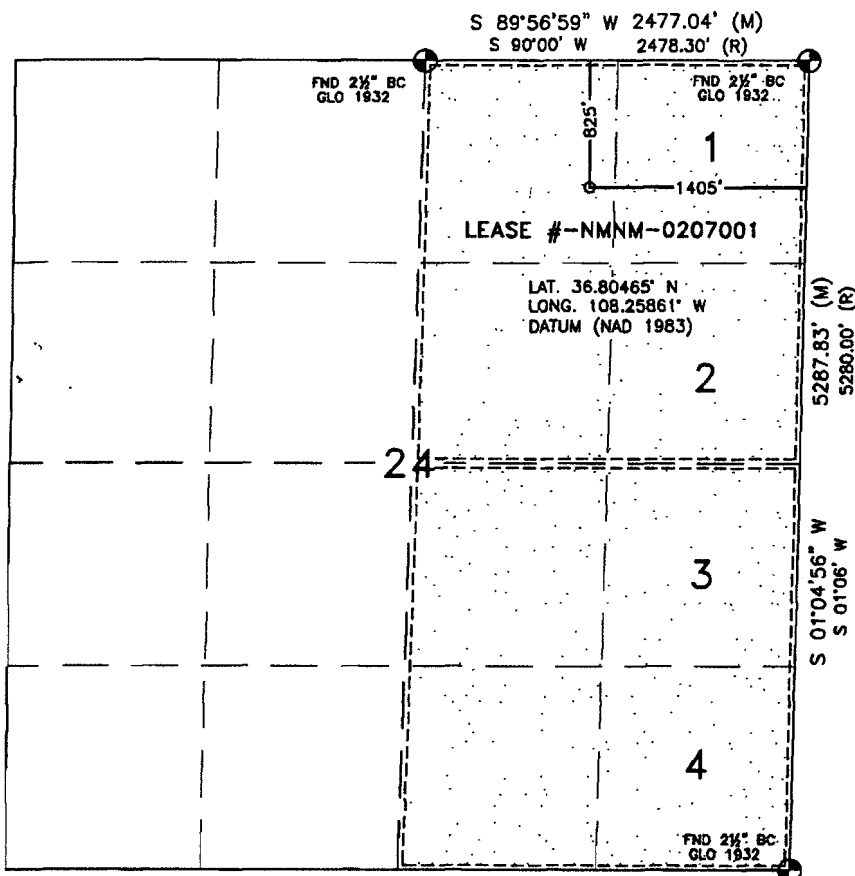 S 89°56'59" W 2477.04' (M)
S 90°00' W 2478.30' (R)
FND 2½" BC
GLO 1932
FND 2½" BC
GLO 1932
825'
1
1405'
LEASE #-NMNM-0207001
LAT. 36.80465° N
LONG. 108.25861° W
DATUM (NAD 1983)
5287.83' (M)
5280.00' (R)
2
24
3
S 01°04'56" W
S 01°06' W
4
FND 2½" BC
GLO 1932